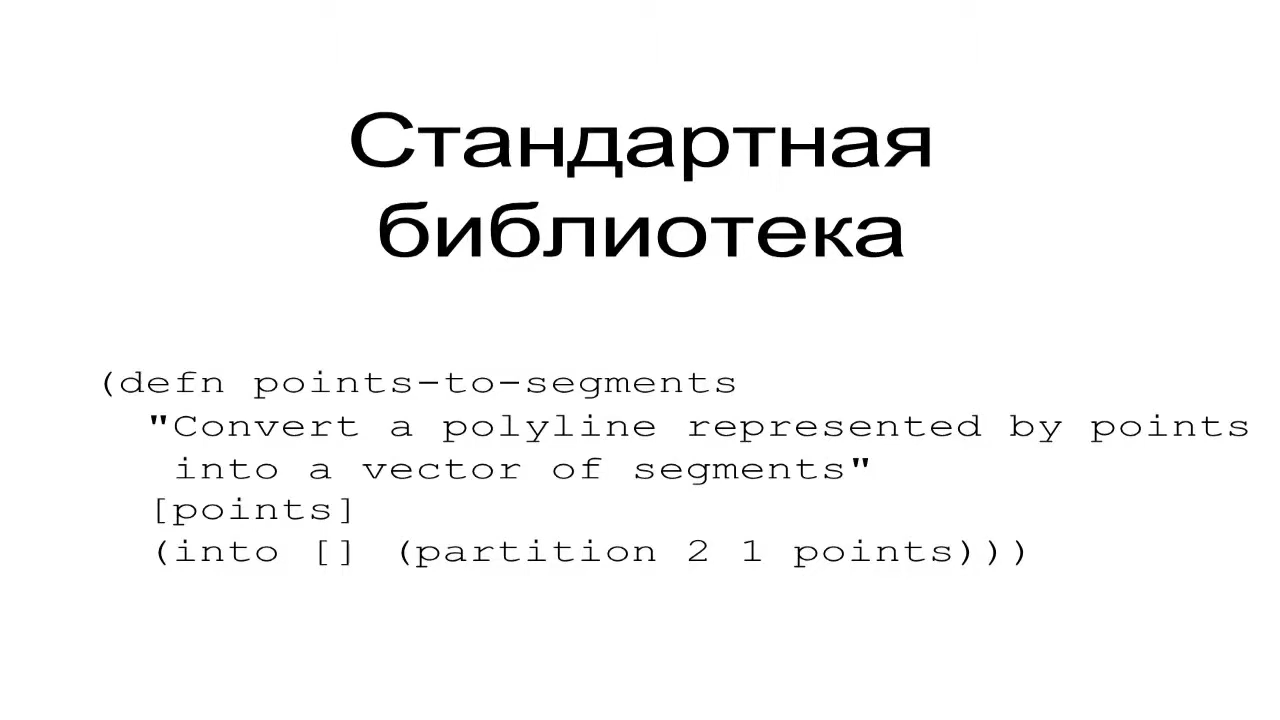 Стандартная
библиотека
(defn points-to-segments
"Convert a polyline represented by points
into a vector of segments"
[points]
(into [] (partition 2 1 points)))